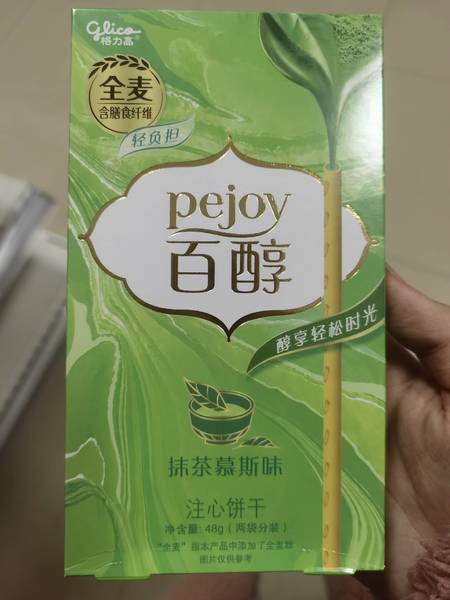 glico
格力高®
全麦
含膳食纤维
轻负担
pejoy
百醇
醇享轻松时光
抹茶慕斯味
注心饼干
净含量: 48g (两袋分装)
“全麦”指本产品中添加了全麦粉
图片仅供参考